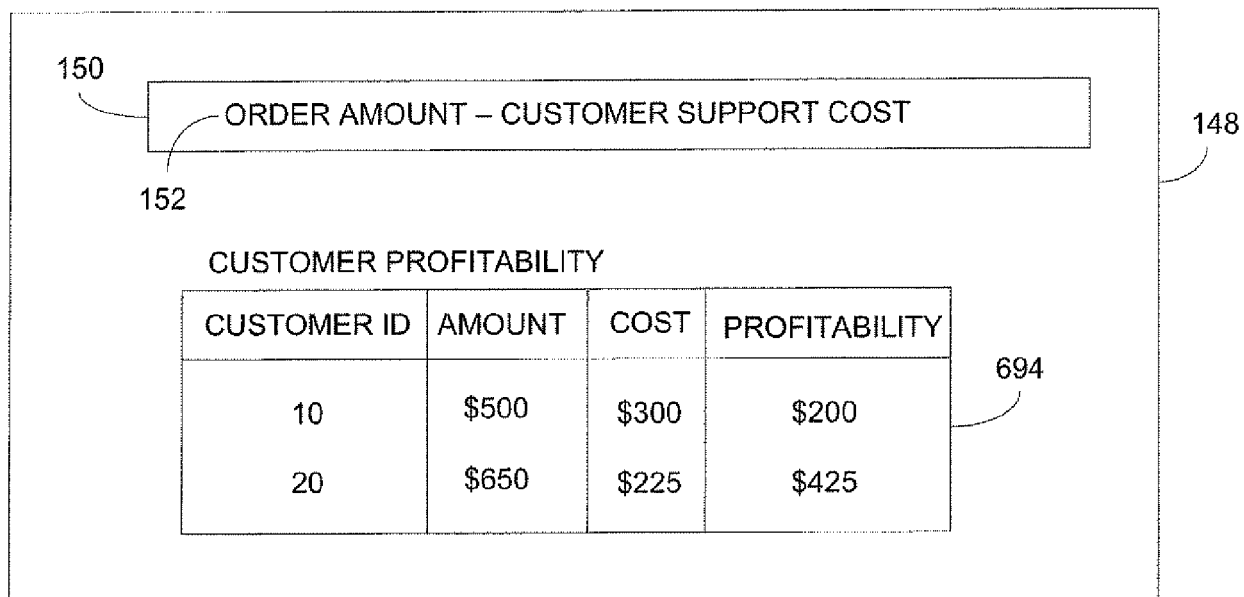 150
ORDER AMOUNT – CUSTOMER SUPPORT COST
148
152
CUSTOMER PROFITABILITY
CUSTOMER ID AMOUNT COST PROFITABILITY
694
10 $500 $300 $200
20 $650 $225 $425